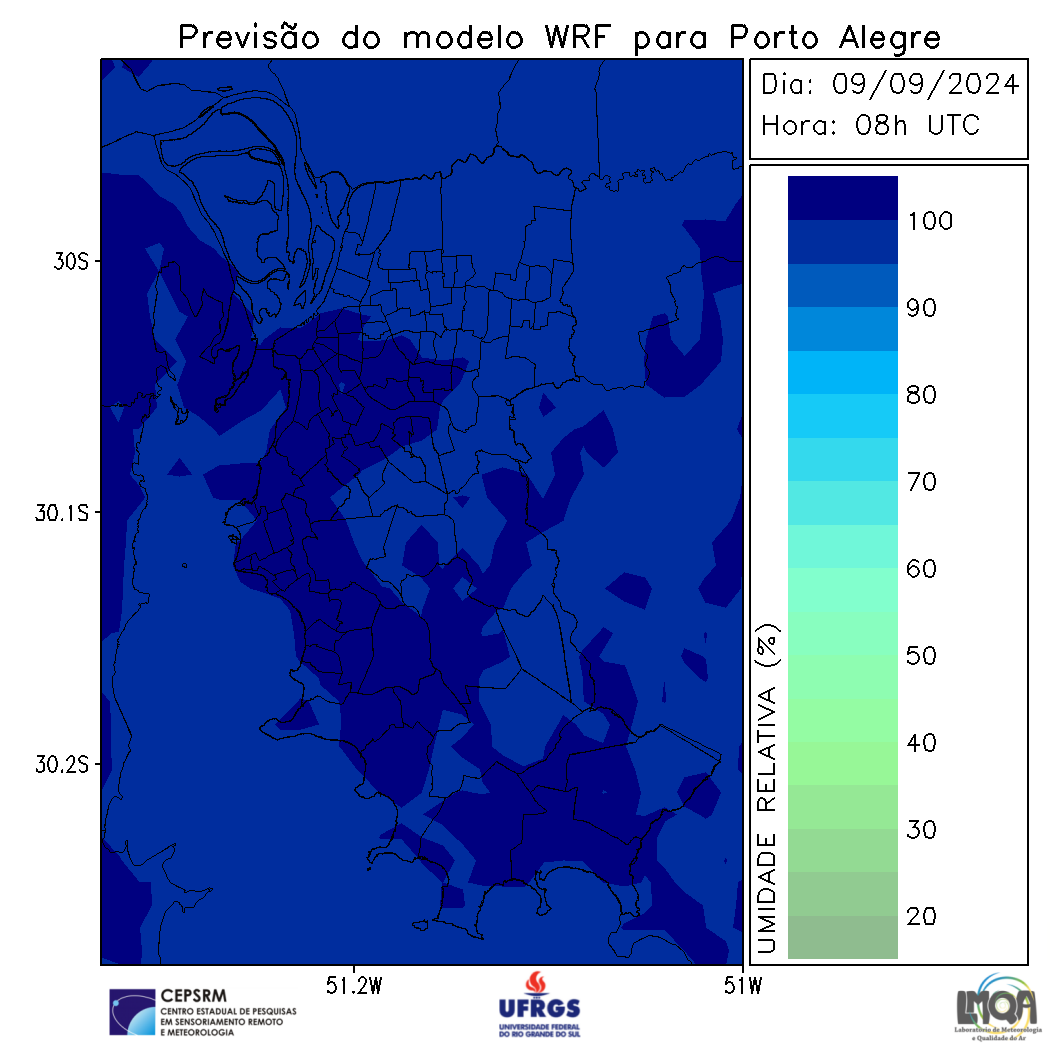 Previsão do modelo WRF para Porto Alegre
Dia: 09/09/2024
Hora: 08h UTC
30S
30.1S
30.2S
51.2W
51W
UMIDADE RELATIVA (%)
100
90
80
70
60
50
40
30
20
CEPSRM
CENTRO ESTADUAL DE PESQUISAS
EM SENSORIAMENTO REMOTO
E METEOROLOGIA
UFRGS
UNIVERSIDADE FEDERAL
DO RIO GRANDE DO SUL
LMQA
Laboratório de Meteorologia
e Qualidade do Ar